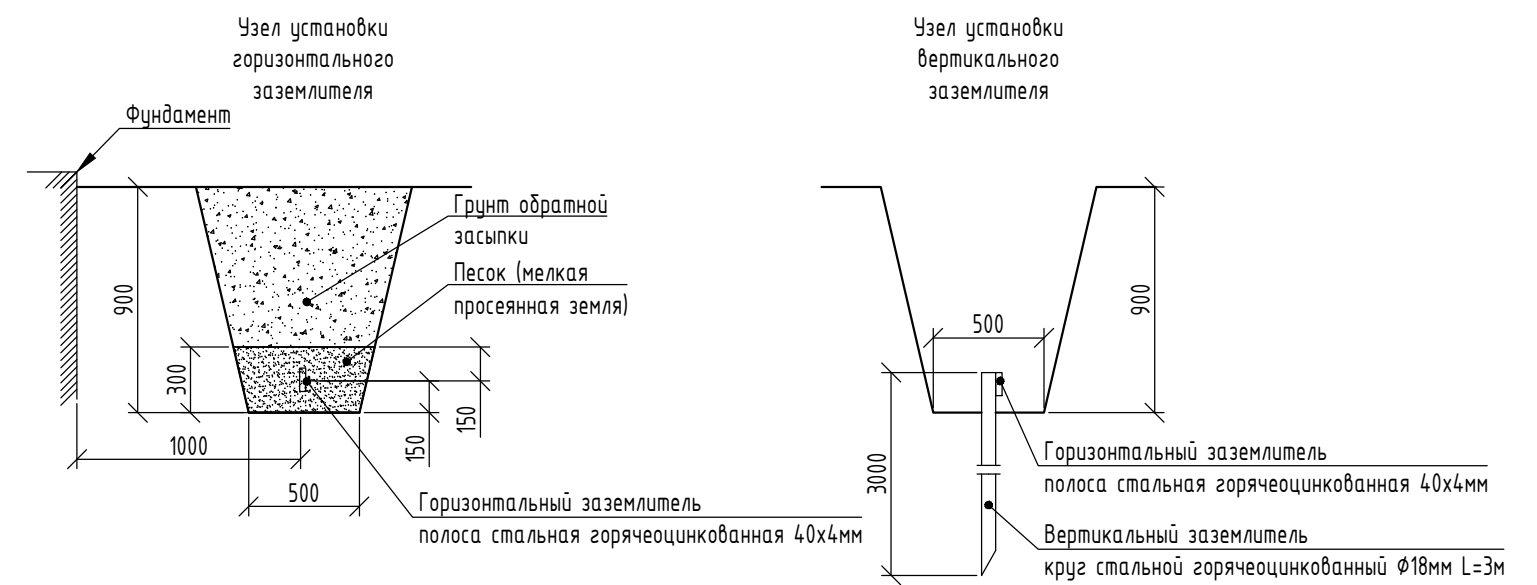 Узел установки
горизонтального
заземлителя
Фундамент
Грунт обратной
засыпки
Песок (мелкая
просеянная земля)
900
300
150
150
1000
500
Горизонтальный заземлитель
полоса стальная горячеоцинкованная 40х4мм
Узел установки
вертикального
заземлителя
500
900
3000
Горизонтальный заземлитель
полоса стальная горячеоцинкованная 40х4мм
Вертикальный заземлитель
круг стальной горячеоцинкованный Ф18мм L=3м